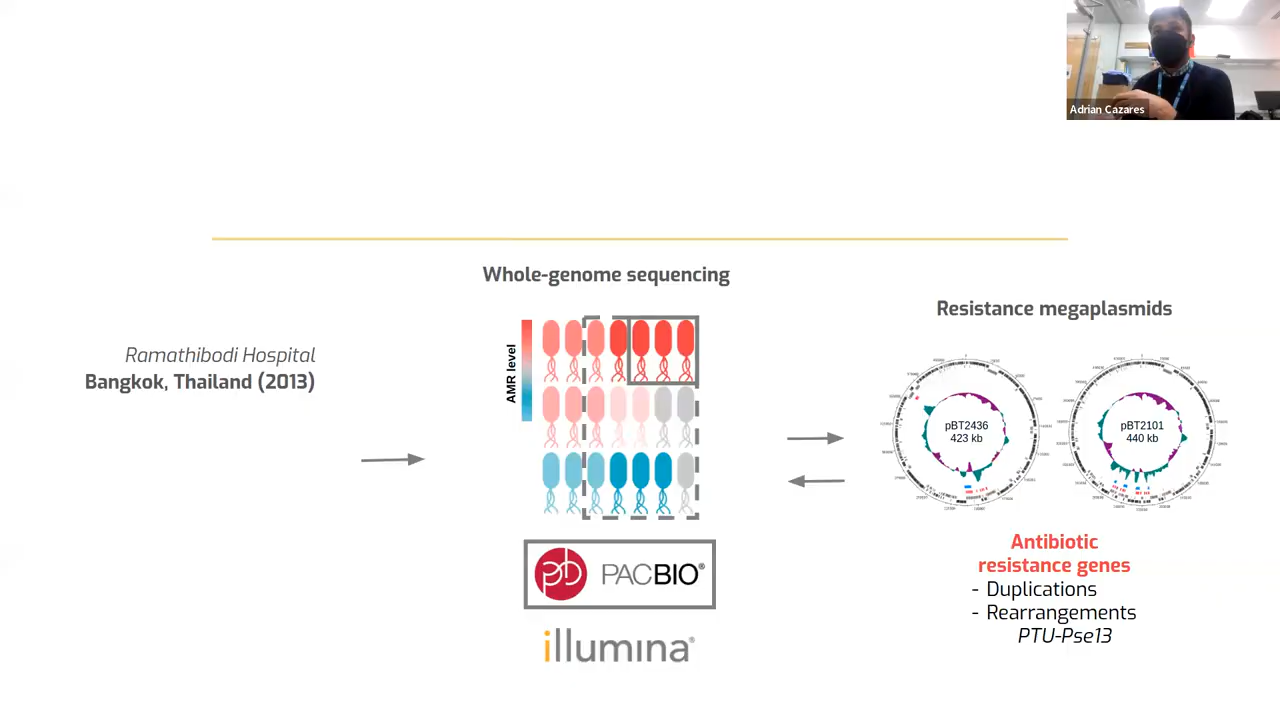 Adrian Cazares
Whole-genome sequencing
Resistance megaplasmids
Ramathibodi Hospital
Bangkok, Thailand (2013)
AMR level
pBT2436
423 kb
pBT2101
440 kb
pb PACBIO®
illumina®
Antibiotic
resistance genes
- Duplications
- Rearrangements
PTU-Pse13